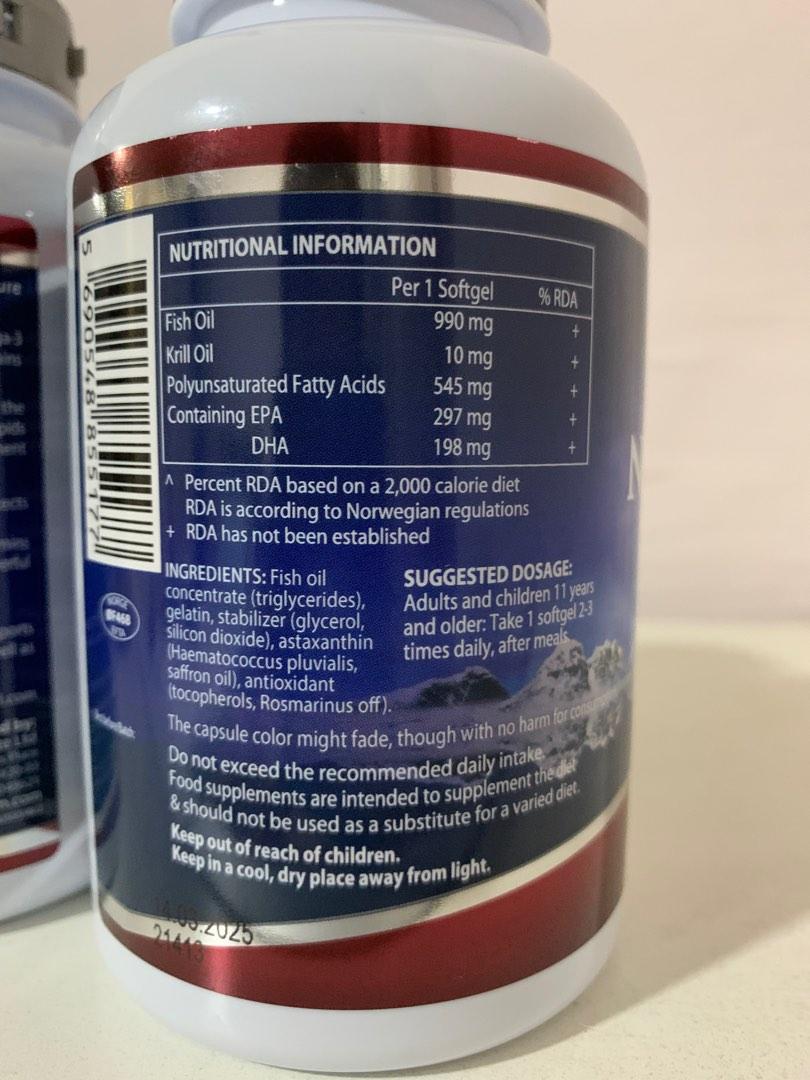 NUTRITIONAL INFORMATION
Per 1 Softgel % RDA
Fish Oil 990 mg +
Krill Oil 10 mg +
Polyunsaturated Fatty Acids 545 mg +
Containing EPA 297 mg +
DHA 198 mg +
^ Percent RDA based on a 2,000 calorie diet
RDA is according to Norwegian regulations
+ RDA has not been established
INGREDIENTS: Fish oil
concentrate (triglycerides),
gelatin, stabilizer (glycerol,
silicon dioxide), astaxanthin
(Haematococcus pluvialis,
saffron oil), antioxidant
(tocopherols, Rosmarinus off).
SUGGESTED DOSAGE:
Adults and children 11 years
and older: Take 1 softgel 2-3
times daily, after meals.
The capsule color might fade, though with no harm for
Do not exceed the recommended daily intake.
Food supplements are intended to supplement the diet
& should not be used as a substitute for a varied diet.
Keep out of reach of children.
Keep in a cool, dry place away from light.
5 690548 855177
NORGE
BF468
EFTA
.2025
21413
N